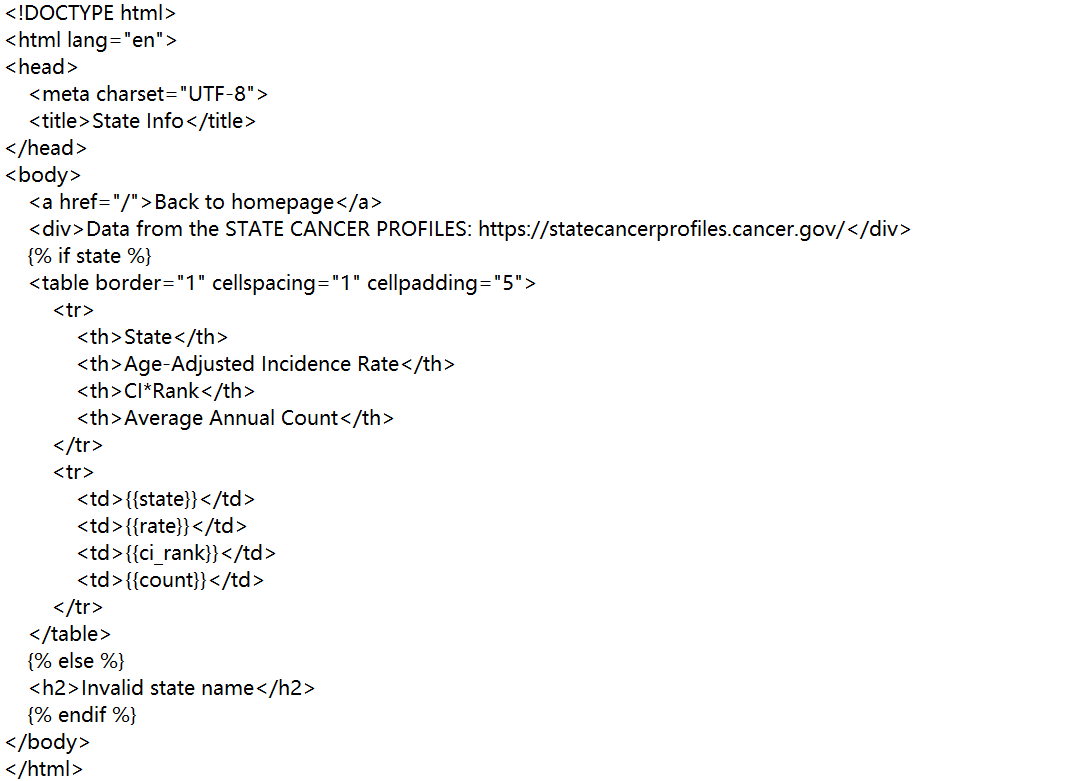 <!DOCTYPE html>
<html lang="en">
<head>
    <meta charset="UTF-8">
    <title>State Info</title>
</head>
<body>
    <a href="/">Back to homepage</a>
    <div>Data from the STATE CANCER PROFILES: https://statecancerprofiles.cancer.gov/</div>
    {% if state %}
    <table border="1" cellspacing="1" cellpadding="5">
        <tr>
            <th>State</th>
            <th>Age-Adjusted Incidence Rate</th>
            <th>CI*Rank</th>
            <th>Average Annual Count</th>
        </tr>
        <tr>
            <td>{{state}}</td>
            <td>{{rate}}</td>
            <td>{{ci_rank}}</td>
            <td>{{count}}</td>
        </tr>
    </table>
    {% else %}
    <h2>Invalid state name</h2>
    {% endif %}
</body>
</html>